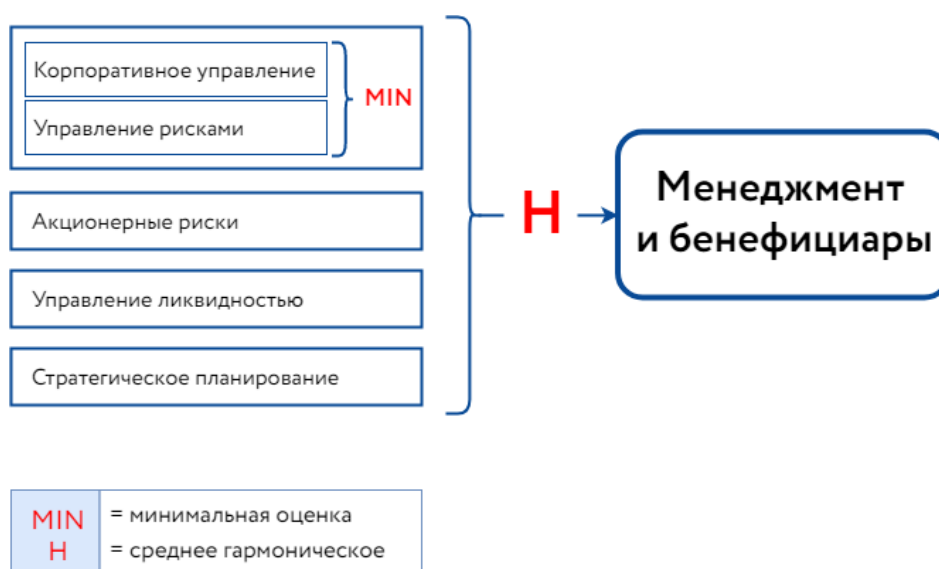 Корпоративное управление
MIN
Управление рисками
Акционерные риски
Управление ликвидностью
Стратегическое планирование
H
Менеджмент
и бенефициары
MIN = минимальная оценка
H = среднее гармоническое